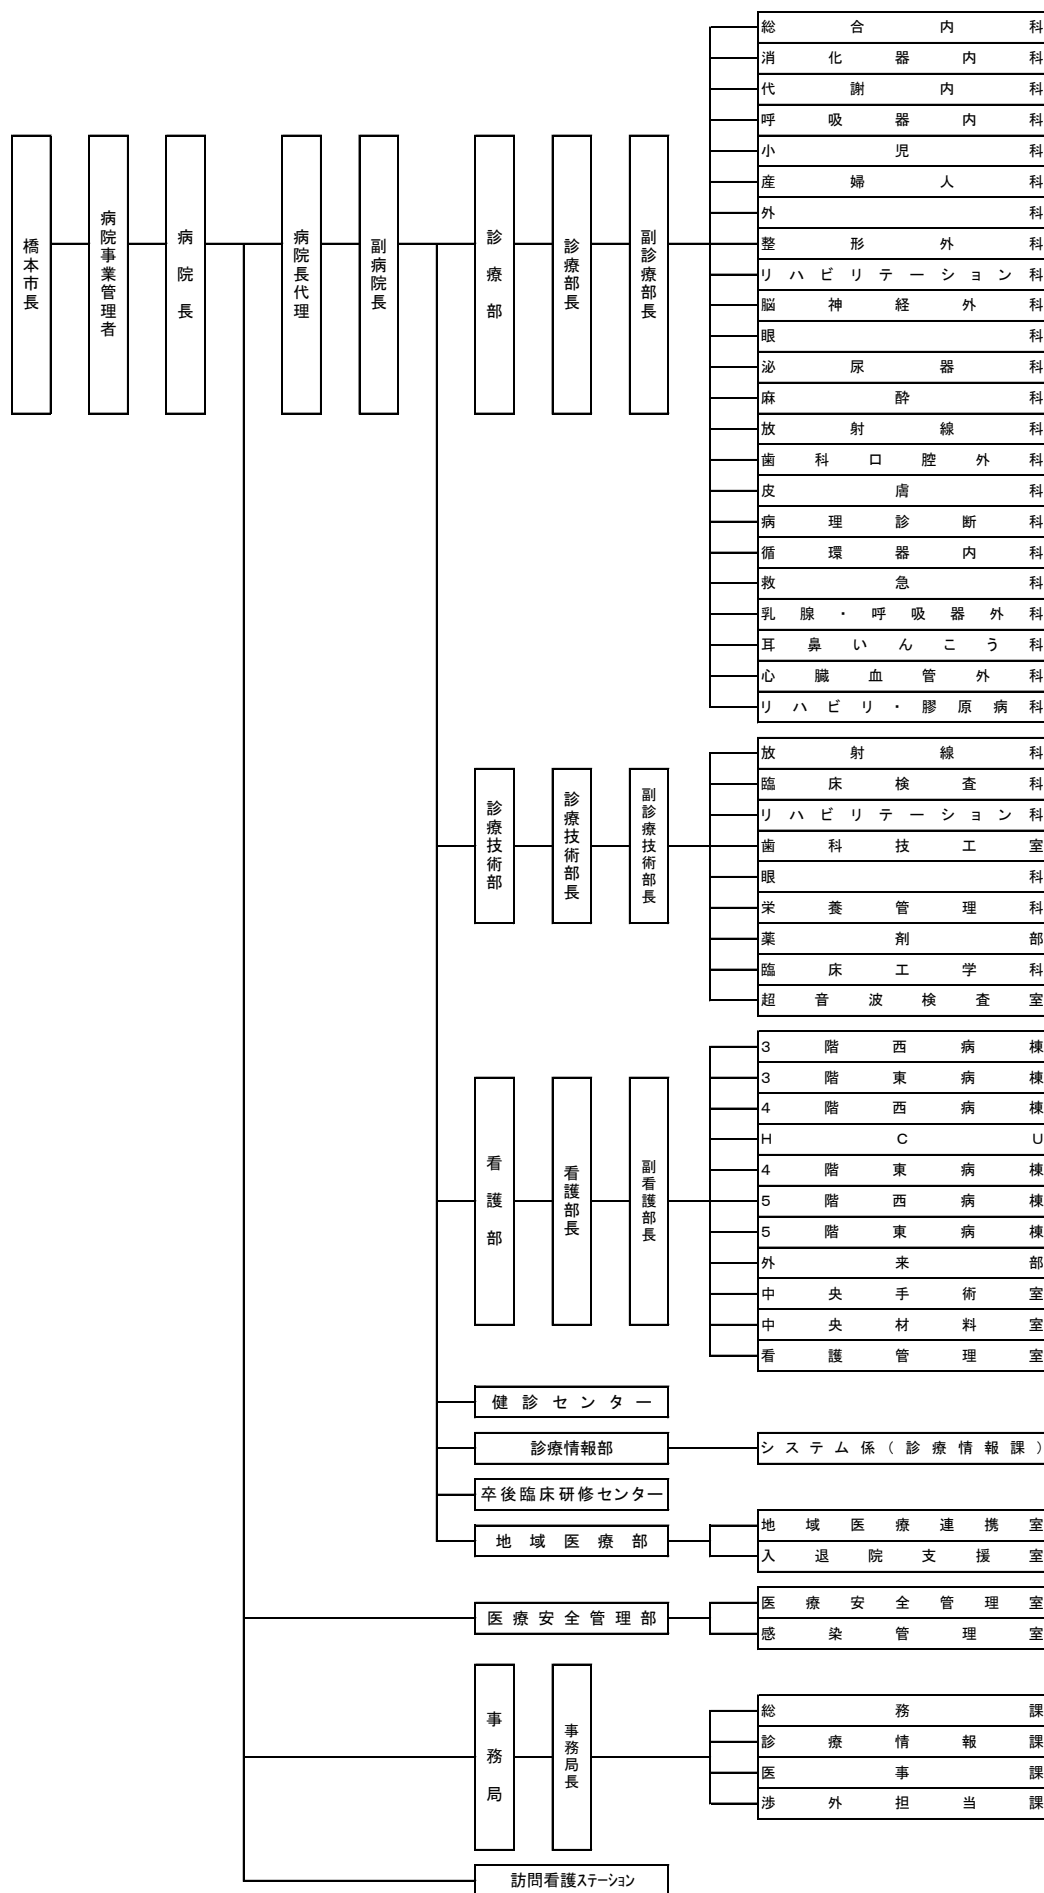 橋本市長
病院事業管理者
病院長
病院長代理
副病院長
診療部
診療部長
副診療部長
総合内科
消化器内科
代謝内科
呼吸器内科
小児科
産婦人科
外科
整形外科
リハビリテーション科
脳神経外科
眼科
泌尿器科
麻酔科
放射線科
歯科口腔外科
皮膚科
病理診断科
循環器内科
救急科
乳腺・呼吸器外科
耳鼻いんこう科
心臓血管外科
リハビリ・膠原病科
診療技術部
診療技術部長
副診療技術部長
放射線科
臨床検査科
リハビリテーション科
歯科技工室
眼科
栄養管理科
薬剤部
臨床工学科
超音波検査室
看護部
看護部長
副看護部長
3階西病棟
3階東病棟
4階西病棟
HCU
4階東病棟
5階西病棟
5階東病棟
外来部
中央手術室
中央材料室
看護管理室
健診センター
診療情報部
システム係(診療情報課)
卒後臨床研修センター
地域医療部
地域医療連携室
入退院支援室
医療安全管理部
医療安全管理室
感染管理室
事務局
事務局長
総務課
診療情報課
医事課
渉外担当課
訪問看護ステーション